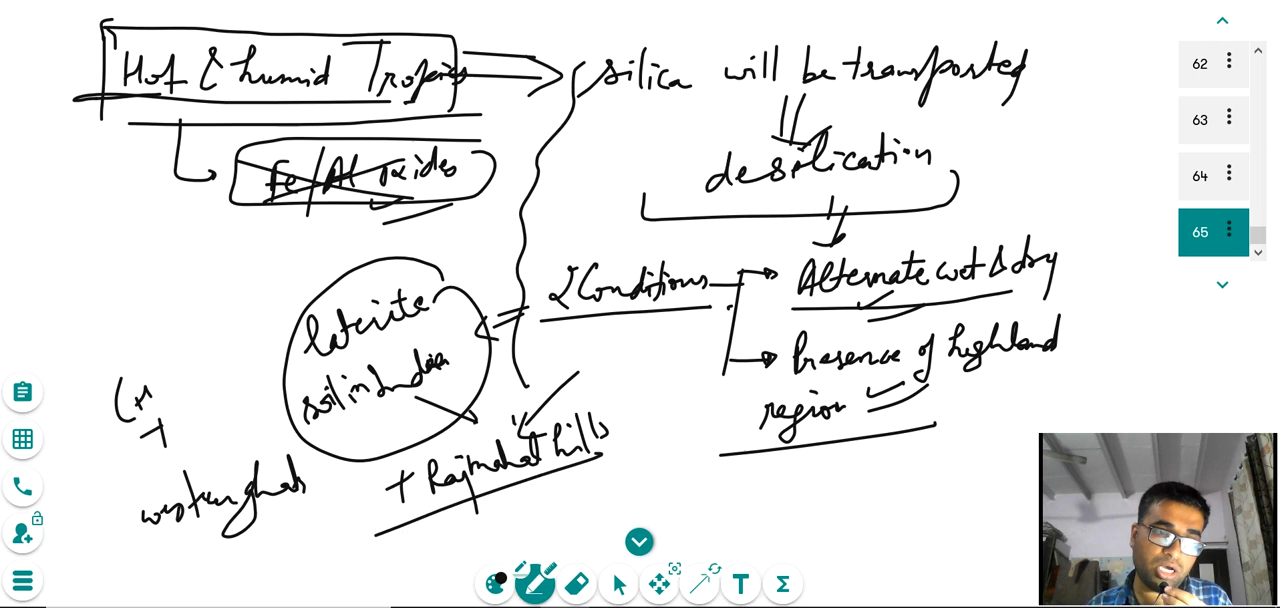 Hot & humid Tropics
silica will be transported
Fe/Al oxides
desilication
2 Conditions
Alternate wet & dry
Presence of highland
region
laterite
soil in India
+ Rajmahal hills
western ghats
62
63
64
65
T
Σ